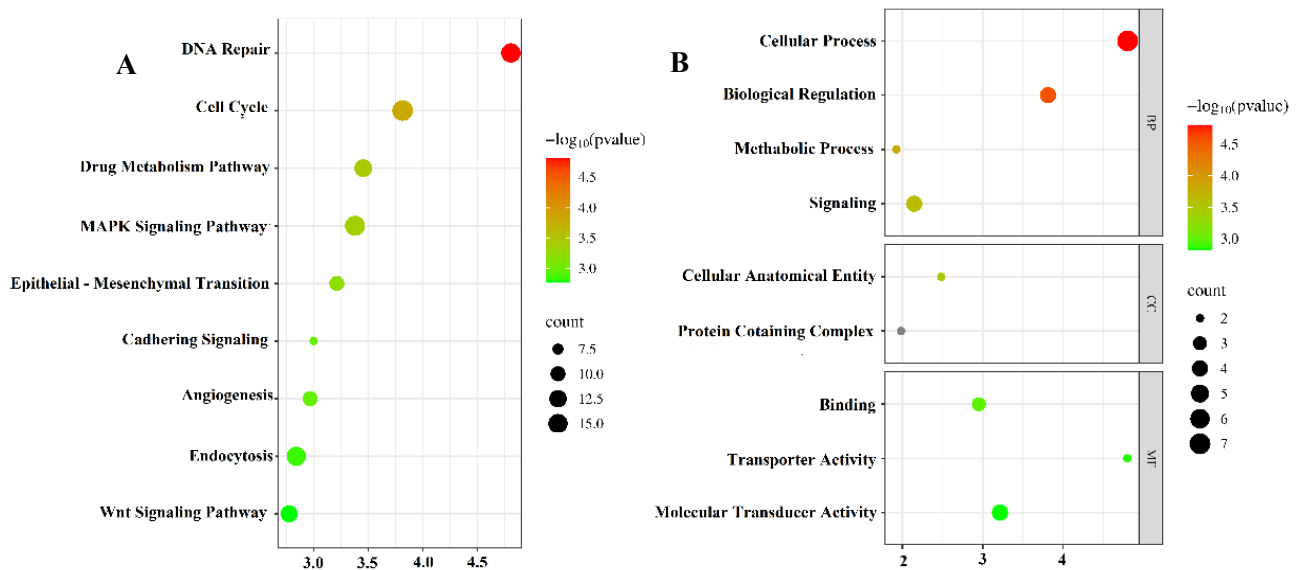 A
DNA Repair
Cell Cycle
Drug Metabolism Pathway
MAPK Signaling Pathway
Epithelial - Mesenchymal Transition
Cadhering Signaling
Angiogenesis
Endocytosis
Wnt Signaling Pathway
3.0 3.5 4.0 4.5
−log10(pvalue)
4.5
4.0
3.5
3.0
count
7.5
10.0
12.5
15.0
B
Cellular Process
Biological Regulation
Methabolic Process
Signaling
BP
Cellular Anatomical Entity
Protein Cotaining Complex
CC
Binding
Transporter Activity
Molecular Transducer Activity
MF
2 3 4
−log10(pvalue)
4.5
4.0
3.5
3.0
count
2
3
4
5
6
7